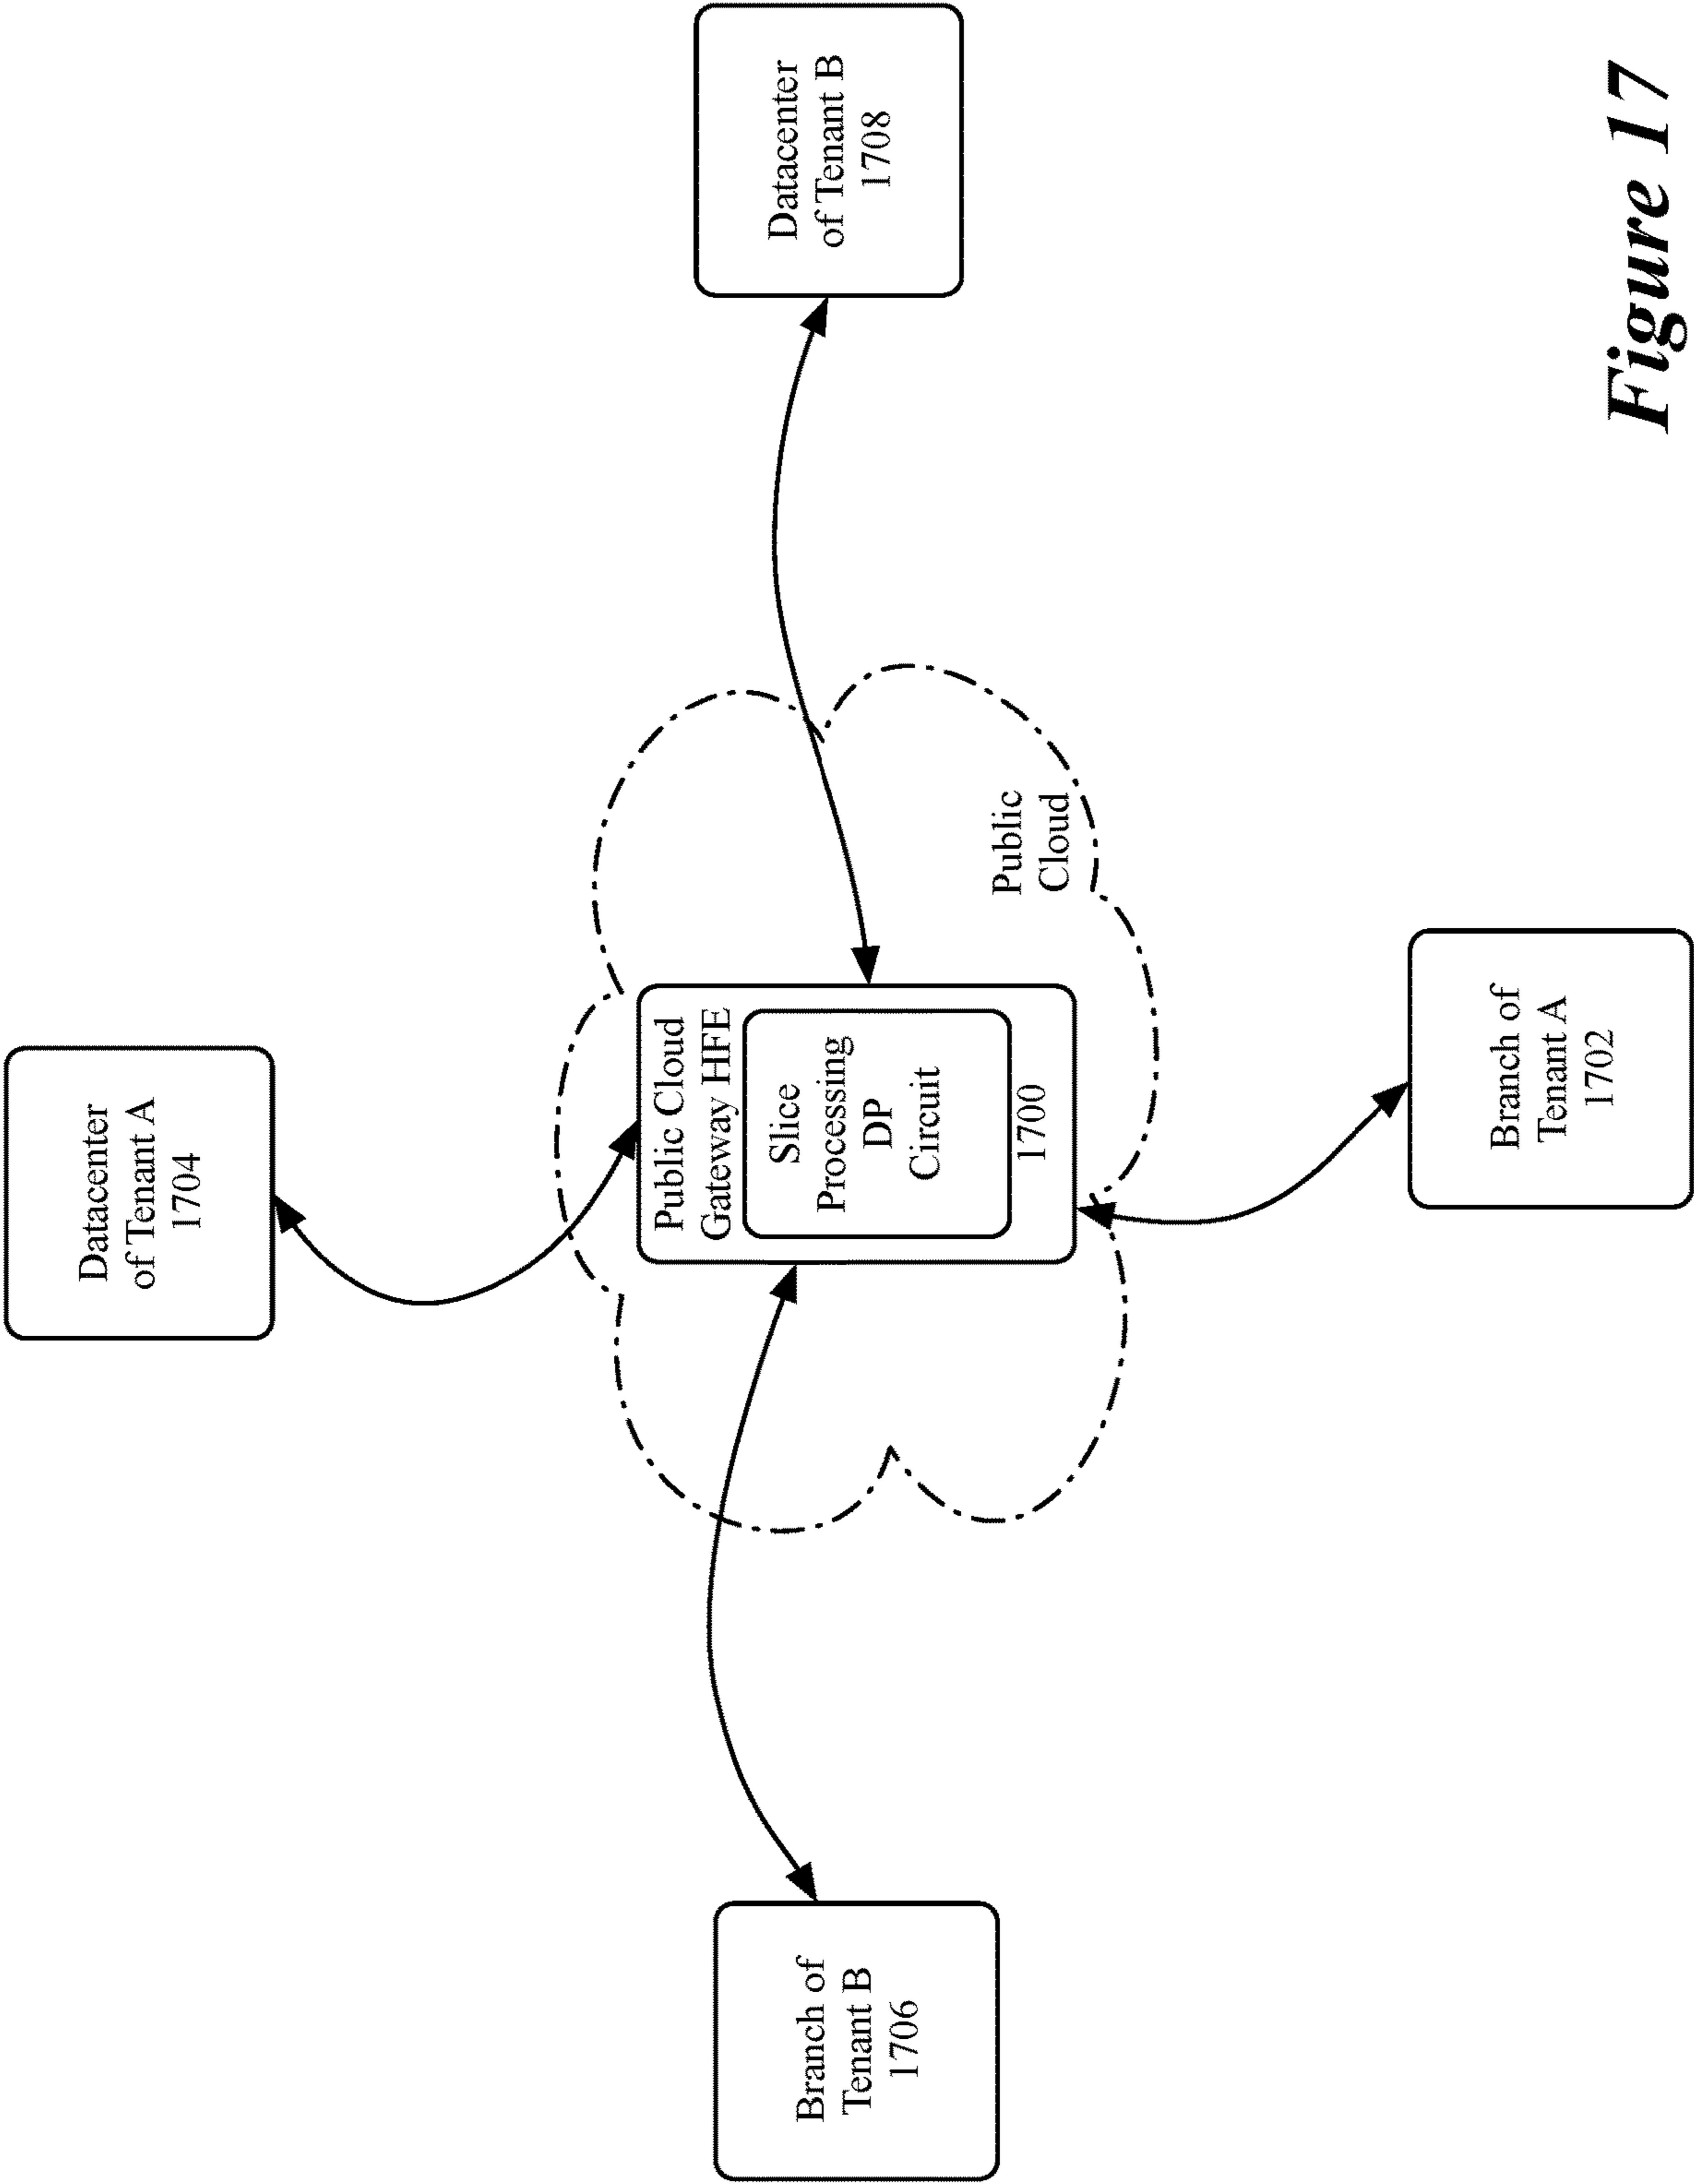 Datacenter
of Tenant A
1704
Branch of
Tenant B
1706
Public Cloud
Gateway HFE
Slice
Processing
DP
Circuit
1700
Datacenter
of Tenant B
1708
Public
Cloud
Branch of
Tenant A
1702
Figure 17